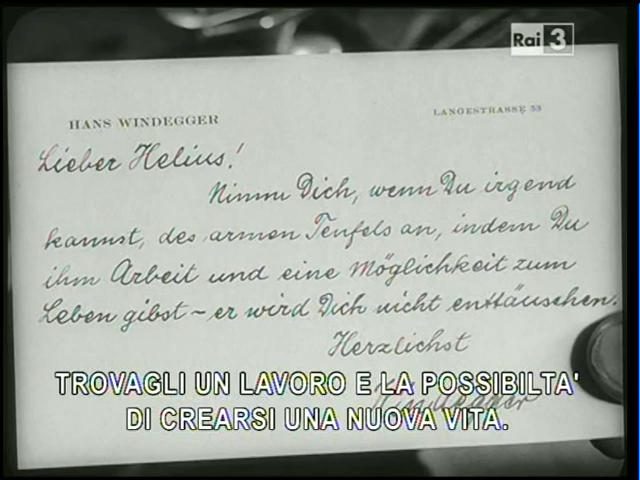 Rai 3
HANS WINDEGGER
LANGESTRASSE 33
Lieber Helius!
Nimm Dich, wenn Du irgend
kannst, des armen Teufels an, indem Du
ihm Arbeit und eine Möglichkeit zum
Leben gibst – er wird Dich nicht enttäuschen.
Herzlichst
Windegger
TROVAGLI UN LAVORO E LA POSSIBILTA'
DI CREARSI UNA NUOVA VITA.